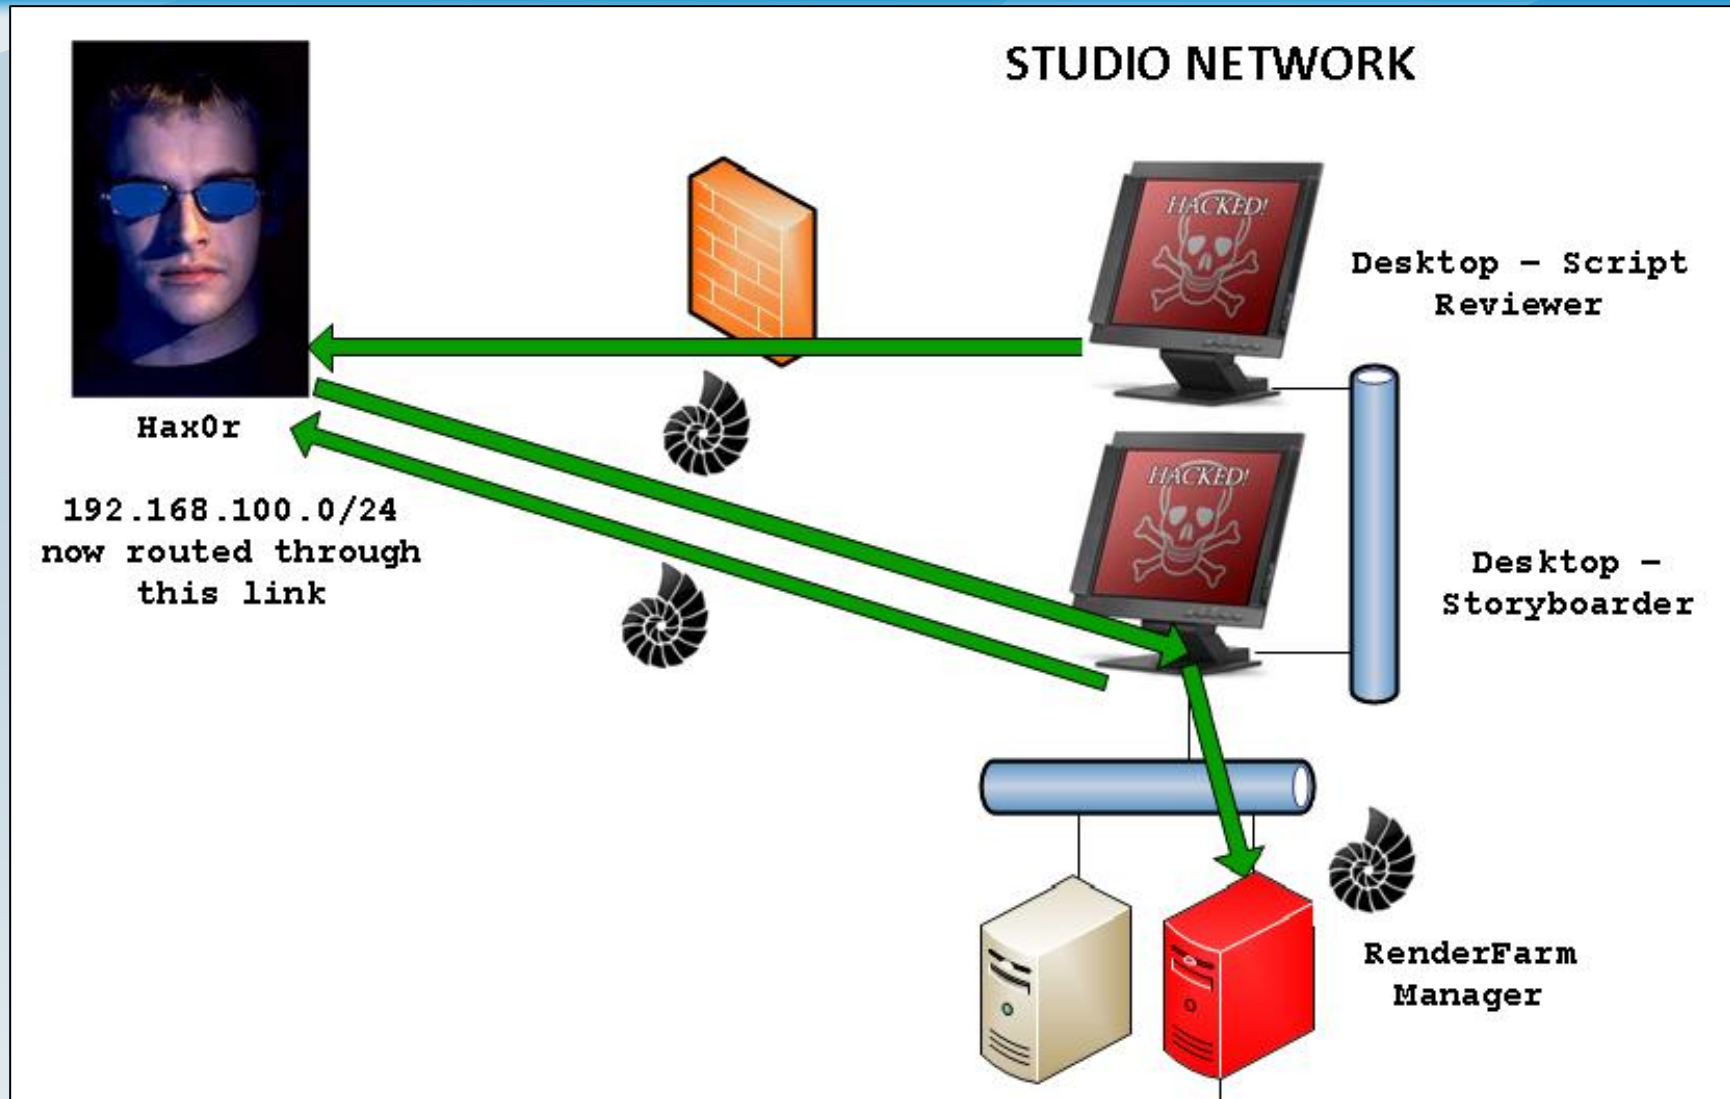 STUDIO NETWORK
HACKED!
Desktop – Script
Reviewer
Hax0r
HACKED!
192.168.100.0/24
now routed through
this link
Desktop –
Storyboarder
RenderFarm
Manager